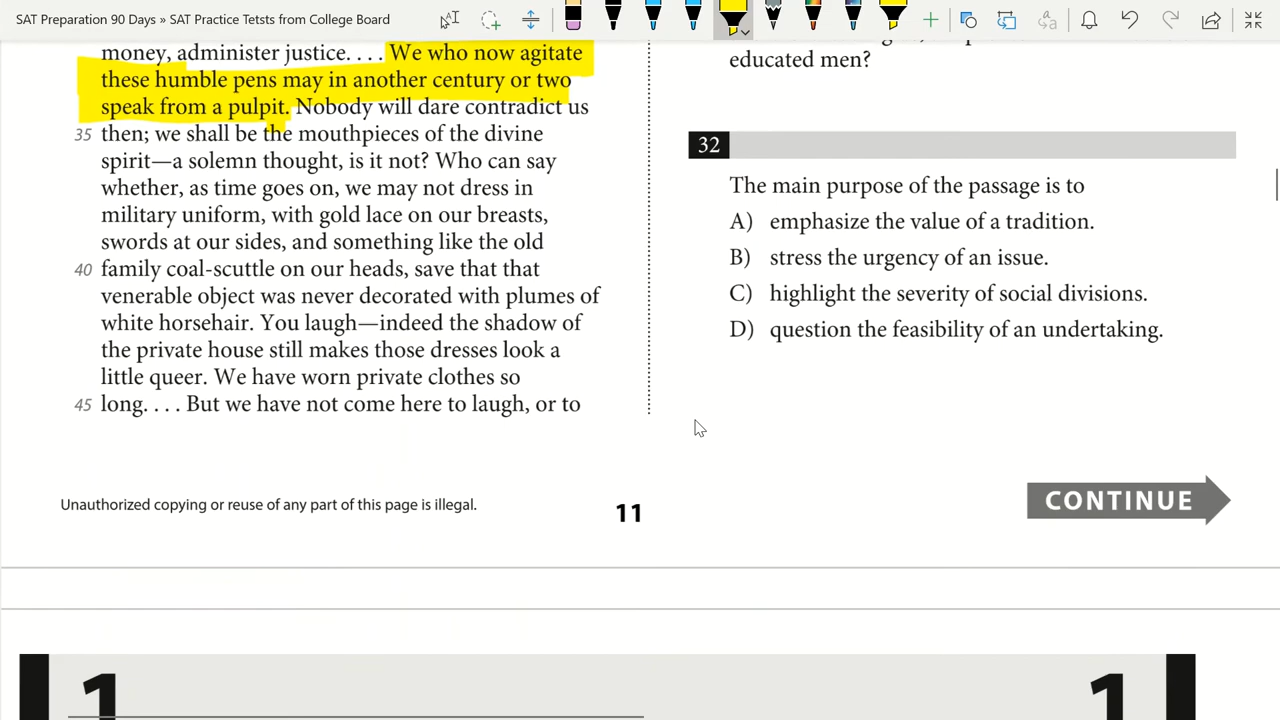 SAT Preparation 90 Days » SAT Practice Tetsts from College Board
money, administer justice. . . . We who now agitate
these humble pens may in another century or two
speak from a pulpit. Nobody will dare contradict us
35 then; we shall be the mouthpieces of the divine
spirit—a solemn thought, is it not? Who can say
whether, as time goes on, we may not dress in
military uniform, with gold lace on our breasts,
swords at our sides, and something like the old
40 family coal-scuttle on our heads, save that that
venerable object was never decorated with plumes of
white horsehair. You laugh—indeed the shadow of
the private house still makes those dresses look a
little queer. We have worn private clothes so
45 long. . . . But we have not come here to laugh, or to
educated men?
32
The main purpose of the passage is to
A) emphasize the value of a tradition.
B) stress the urgency of an issue.
C) highlight the severity of social divisions.
D) question the feasibility of an undertaking.
Unauthorized copying or reuse of any part of this page is illegal.
11
CONTINUE
1
1